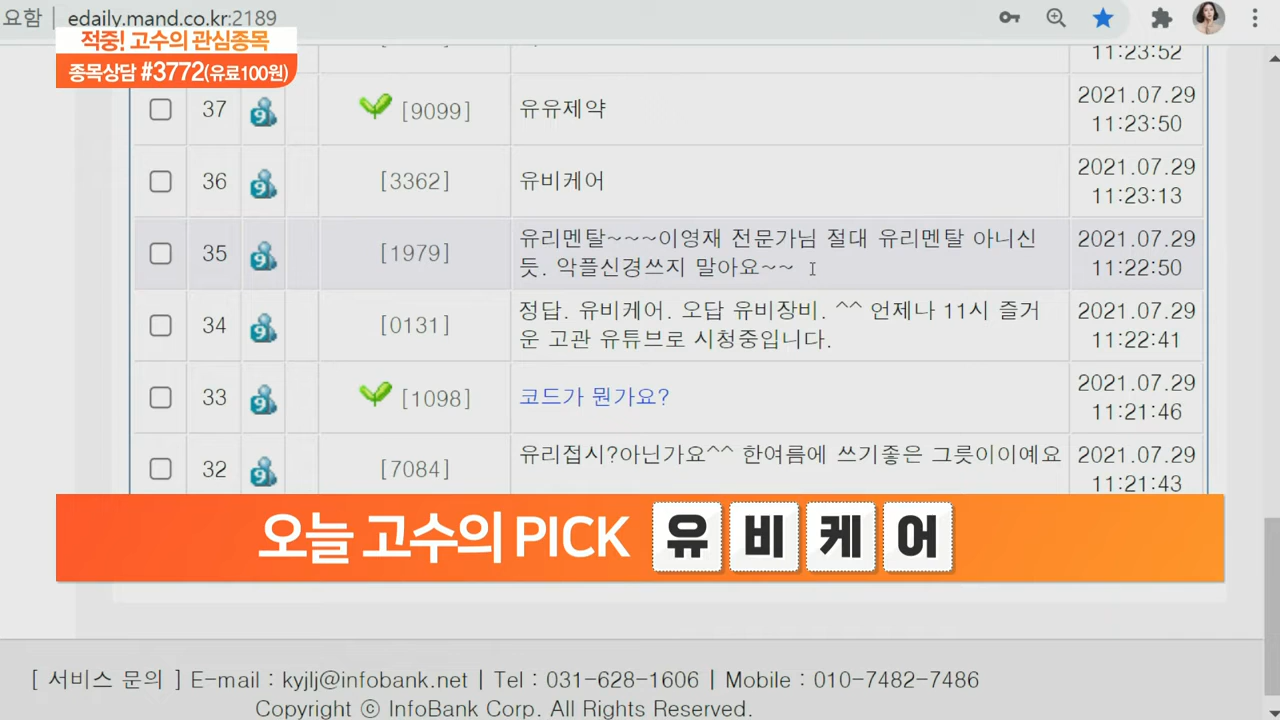 요함 | edaily.mand.co.kr:2189
적중! 고수의 관심종목
종목상담 #3772(유료100원)
11:23:52
37 [9099] 유유제약 2021.07.29
11:23:50
36 [3362] 유비케어 2021.07.29
11:23:13
35 [1979] 유리멘탈~~~이영재 전문가님 절대 유리멘탈 아니신 2021.07.29
듯. 악플신경쓰지 말아요~~ 11:22:50
34 [0131] 정답. 유비케어. 오답 유비장비. ^^ 언제나 11시 즐거 2021.07.29
운 고관 유튜브로 시청중입니다. 11:22:41
33 [1098] 코드가 뭔가요? 2021.07.29
11:21:46
32 [7084] 유리접시?아닌가요^^ 한여름에 쓰기좋은 그릇이이예요 2021.07.29
11:21:43
오늘 고수의 PICK 유비케어
[ 서비스 문의 ] E-mail : kyjlj@infobank.net | Tel : 031-628-1606 | Mobile : 010-7482-7486
Copyright ⓒ InfoBank Corp. All Rights Reserved.